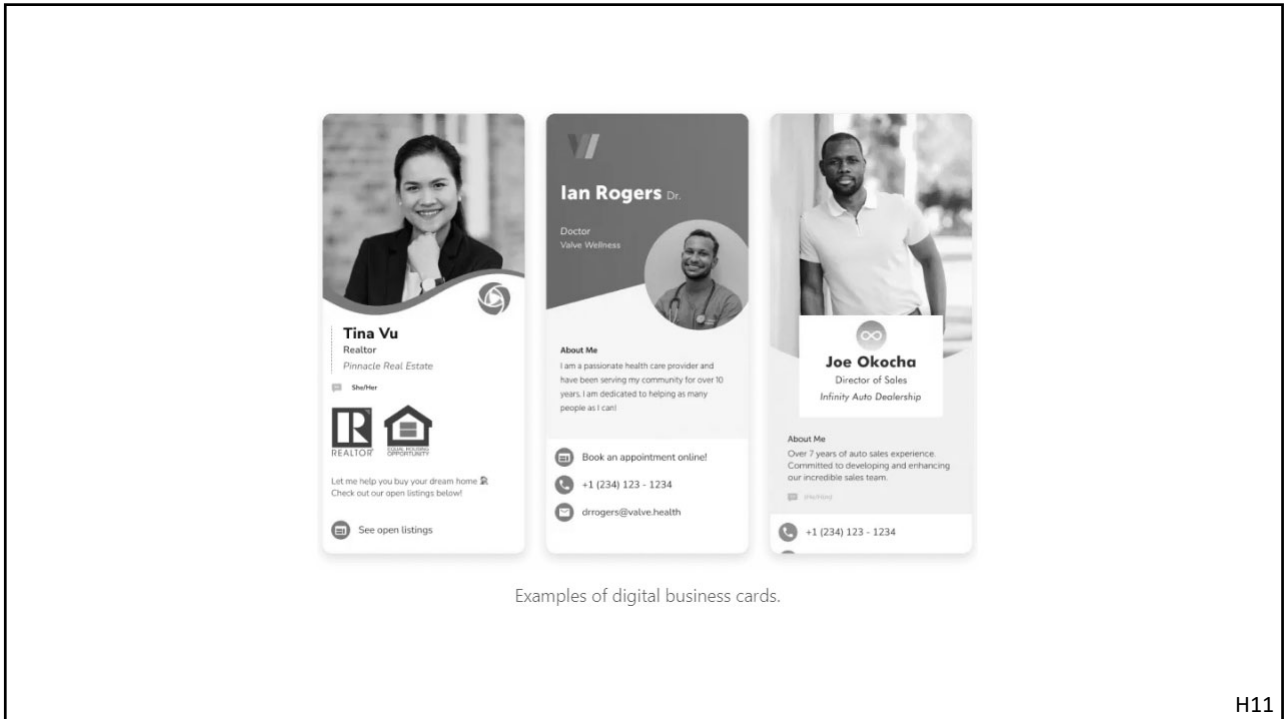 Tina Vu
Realtor
Pinnacle Real Estate
She/Her
REALTOR®
EQUAL HOUSING
OPPORTUNITY
Let me help you buy your dream home
Check out our open listings below!
See open listings
Ian Rogers Dr.
Doctor
Valve Wellness
About Me
I am a passionate health care provider and
have been serving my community for over 10
years. I am dedicated to helping as many
people as I can!
Book an appointment online!
+1 (234) 123 - 1234
drrogers@valve.health
Joe Okocha
Director of Sales
Infinity Auto Dealership
About Me
Over 7 years of auto sales experience.
Committed to developing and enhancing
our incredible sales team.
+1 (234) 123 - 1234
Examples of digital business cards.
H11